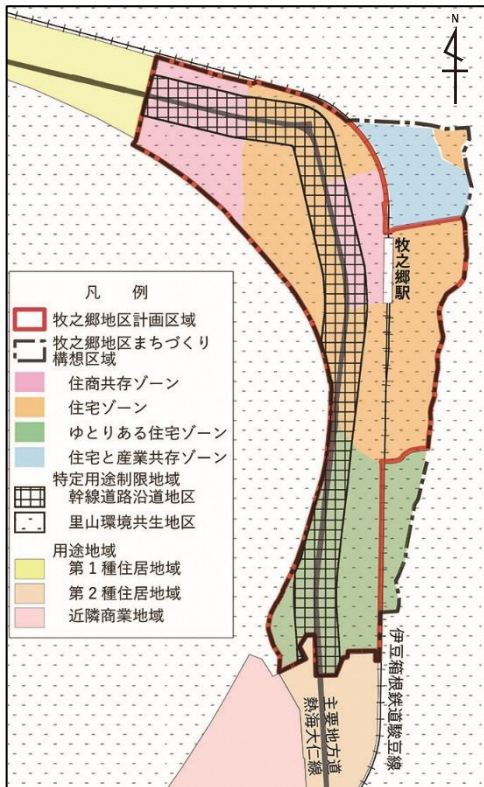 N
牧之郷駅
凡 例
牧之郷地区計画区域
牧之郷地区まちづくり
構想区域
住商共存ゾーン
住宅ゾーン
ゆとりある住宅ゾーン
住宅と産業共存ゾーン
特定用途制限地域
幹線道路沿道地区
里山環境共生地区
用途地域
第1種住居地域
第2種住居地域
近隣商業地域
伊豆箱根鉄道駿豆線
主要地方道
熱海大仁線